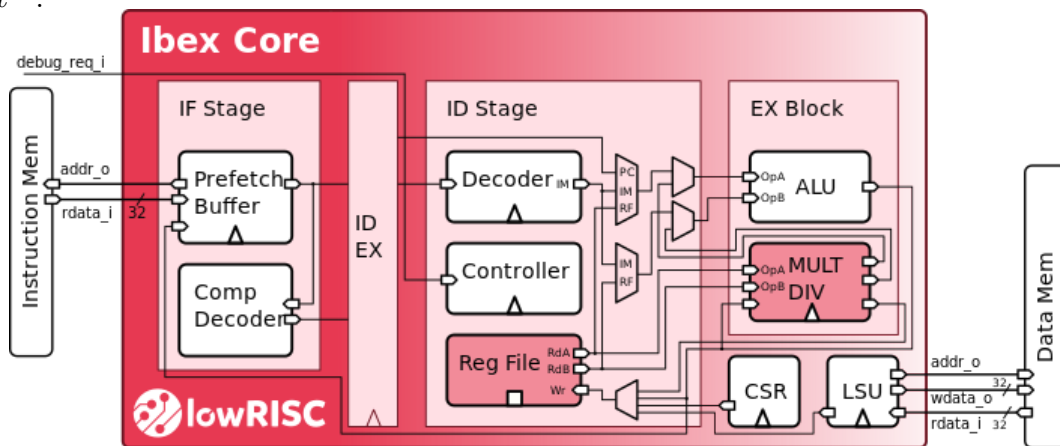 Ibex Core
debug_req_i
IF Stage
ID Stage
EX Block
Instruction Mem
addr_o
rdata_i
32
Prefetch
Buffer
Comp
Decoder
ID
EX
Decoder
IM
Controller
Reg File
RdA
RdB
Wr
PC
IM
RF
IM
RF
OpA
OpB
ALU
OpA
OpB
MULT
DIV
CSR
LSU
addr_o
32
wdata_o
rdata_i
32
Data Mem
lowRISC